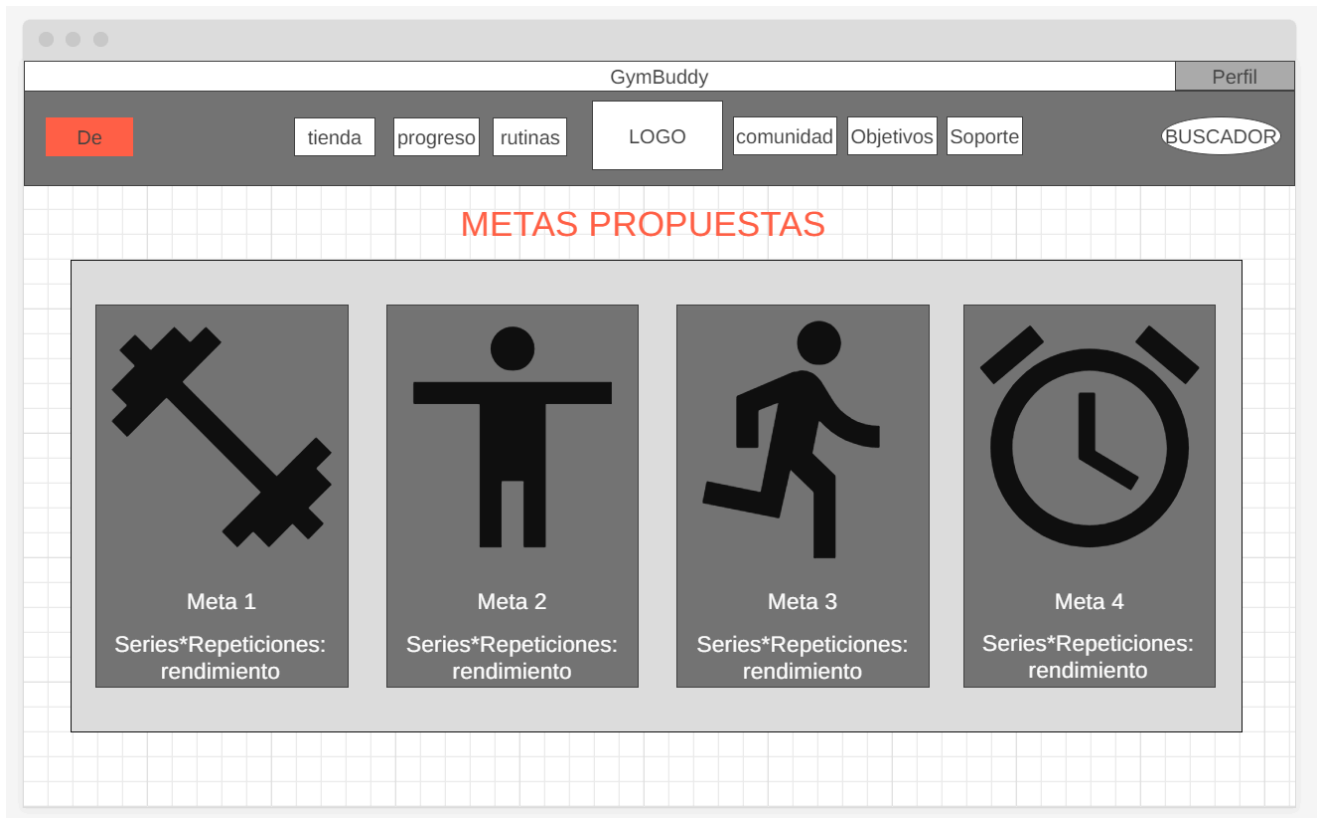 GymBuddy
Perfil
De
tienda
progreso
rutinas
LOGO
comunidad
Objetivos
Soporte
BUSCADOR
METAS PROPUESTAS
Meta 1
Series*Repeticiones:
rendimiento
Meta 2
Series*Repeticiones:
rendimiento
Meta 3
Series*Repeticiones:
rendimiento
Meta 4
Series*Repeticiones:
rendimiento